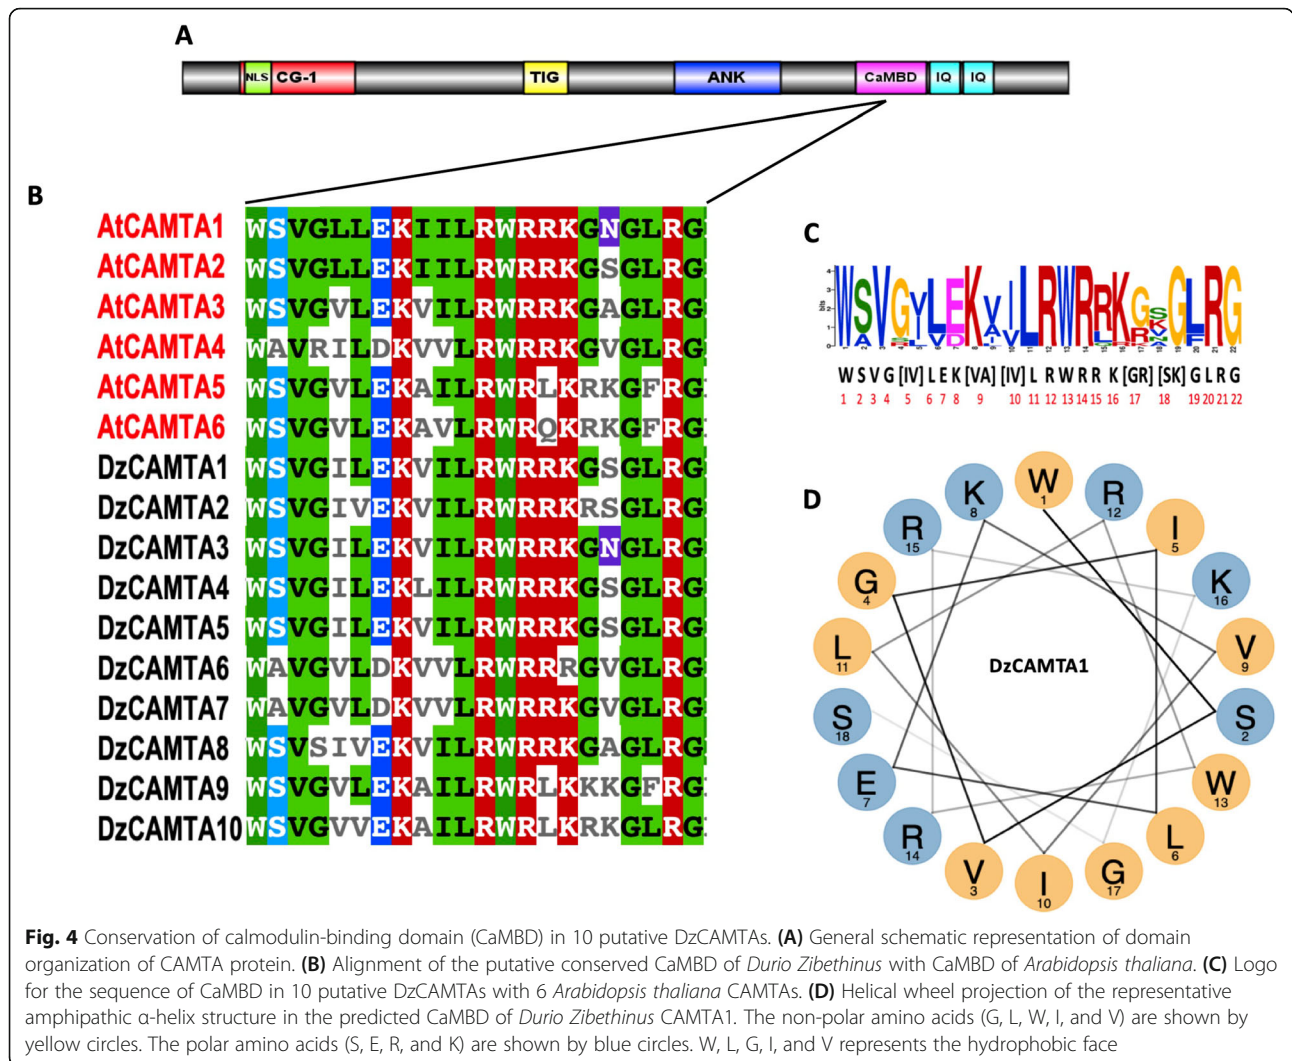 A
NLS CG-1 TIG ANK CaMBD IQ IQ
B
AtCAMTA1 WSVGLLEKIILRWRRKGNGLRG
AtCAMTA2 WSVGLLEKIILRWRRKGSGLRG
AtCAMTA3 WSVGVLEKVILRWRRKGAGLRG
AtCAMTA4 WAVRILDKVVLRWRRKGVGLRG
AtCAMTA5 WSVGVLEKAILRWRLKRKGFRG
AtCAMTA6 WSVGVLEKAVLRWRQKRKGFRG
DzCAMTA1 WSVGILEKVILRWRRKGSGLRG
DzCAMTA2 WSVGIVEKVILRWRRKRSGLRG
DzCAMTA3 WSVGILEKVILRWRRKGNGLRG
DzCAMTA4 WSVGILEKLILRWRRKGSGLRG
DzCAMTA5 WSVGILEKVILRWRRKGSGLRG
DzCAMTA6 WAVGVLDKVVLRWRRRGVGLRG
DzCAMTA7 WAVGVLDKVVLRWRRKGVGLRG
DzCAMTA8 WSVSIVEKVILRWRRKGAGLRG
DzCAMTA9 WSVGVLEKAILRWRLKKKGFRG
DzCAMTA10 WSVGVVEKAILRWRLKRKGLRG
C
bits
W S V G [IV] L E K [VA] [IV] L R W R R K [GR] [SK] G L R G
1 2 3 4 5 6 7 8 9 10 11 12 13 14 15 16 17 18 19 20 21 22
D
W 1
R 12
I 5
K 16
V 9
S 2
W 13
L 6
G 17
I 10
V 3
R 14
E 7
S 18
L 11
G 4
R 15
K 8
DzCAMTA1
Fig. 4 Conservation of calmodulin-binding domain (CaMBD) in 10 putative DzCAMTAs. (A) General schematic representation of domain
organization of CAMTA protein. (B) Alignment of the putative conserved CaMBD of Durio Zibethinus with CaMBD of Arabidopsis thaliana. (C) Logo
for the sequence of CaMBD in 10 putative DzCAMTAs with 6 Arabidopsis thaliana CAMTAs. (D) Helical wheel projection of the representative
amphipathic α-helix structure in the predicted CaMBD of Durio Zibethinus CAMTA1. The non-polar amino acids (G, L, W, I, and V) are shown by
yellow circles. The polar amino acids (S, E, R, and K) are shown by blue circles. W, L, G, I, and V represents the hydrophobic face